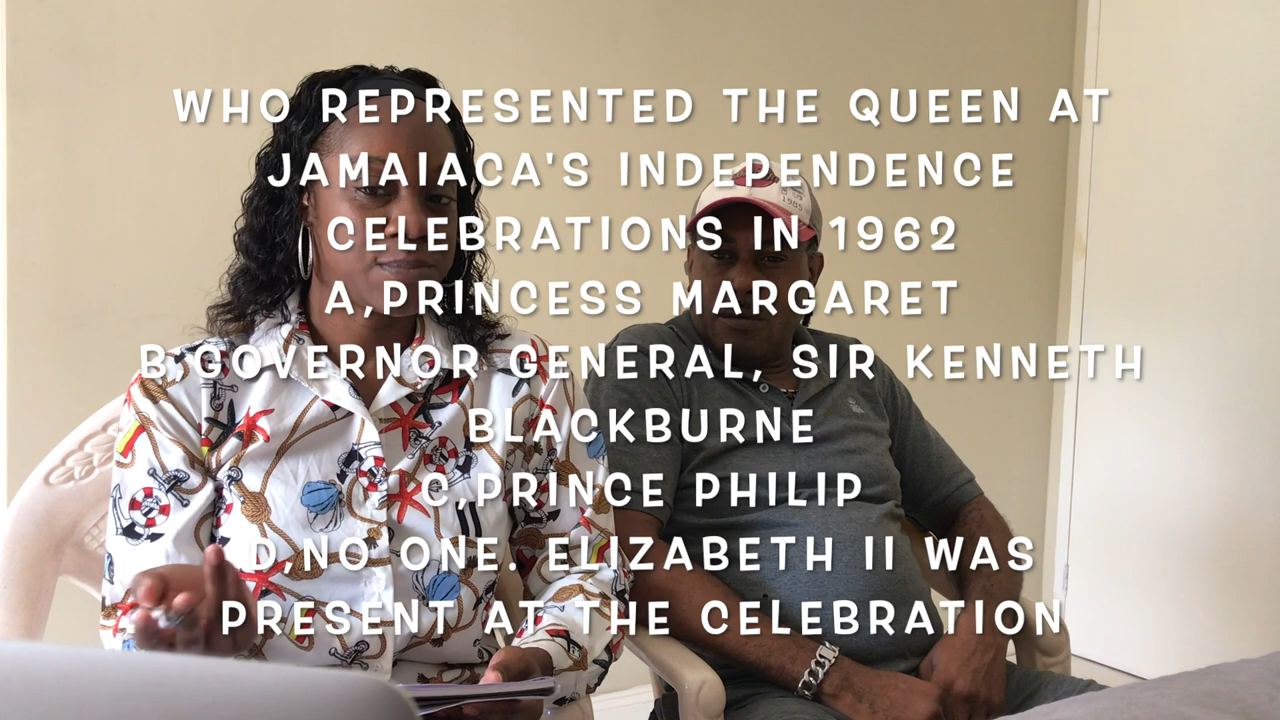 WHO REPRESENTED THE QUEEN AT
JAMAIACA'S INDEPENDENCE
CELEBRATIONS IN 1962
A,PRINCESS MARGARET
B,GOVERNOR GENERAL, SIR KENNETH
BLACKBURNE
C,PRINCE PHILIP
D,NO ONE. ELIZABETH II WAS
PRESENT AT THE CELEBRATION
1985